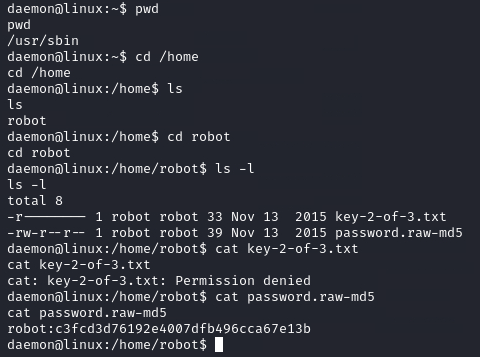 daemon@linux:~$ pwd
pwd
/usr/sbin
daemon@linux:~$ cd /home
cd /home
daemon@linux:/home$ ls
ls
robot
daemon@linux:/home$ cd robot
cd robot
daemon@linux:/home/robot$ ls -l
ls -l
total 8
-r-------- 1 robot robot 33 Nov 13  2015 key-2-of-3.txt
-rw-r--r-- 1 robot robot 39 Nov 13  2015 password.raw-md5
daemon@linux:/home/robot$ cat key-2-of-3.txt
cat key-2-of-3.txt
cat: key-2-of-3.txt: Permission denied
daemon@linux:/home/robot$ cat password.raw-md5
cat password.raw-md5
robot:c3fcd3d76192e4007dfb496cca67e13b
daemon@linux:/home/robot$